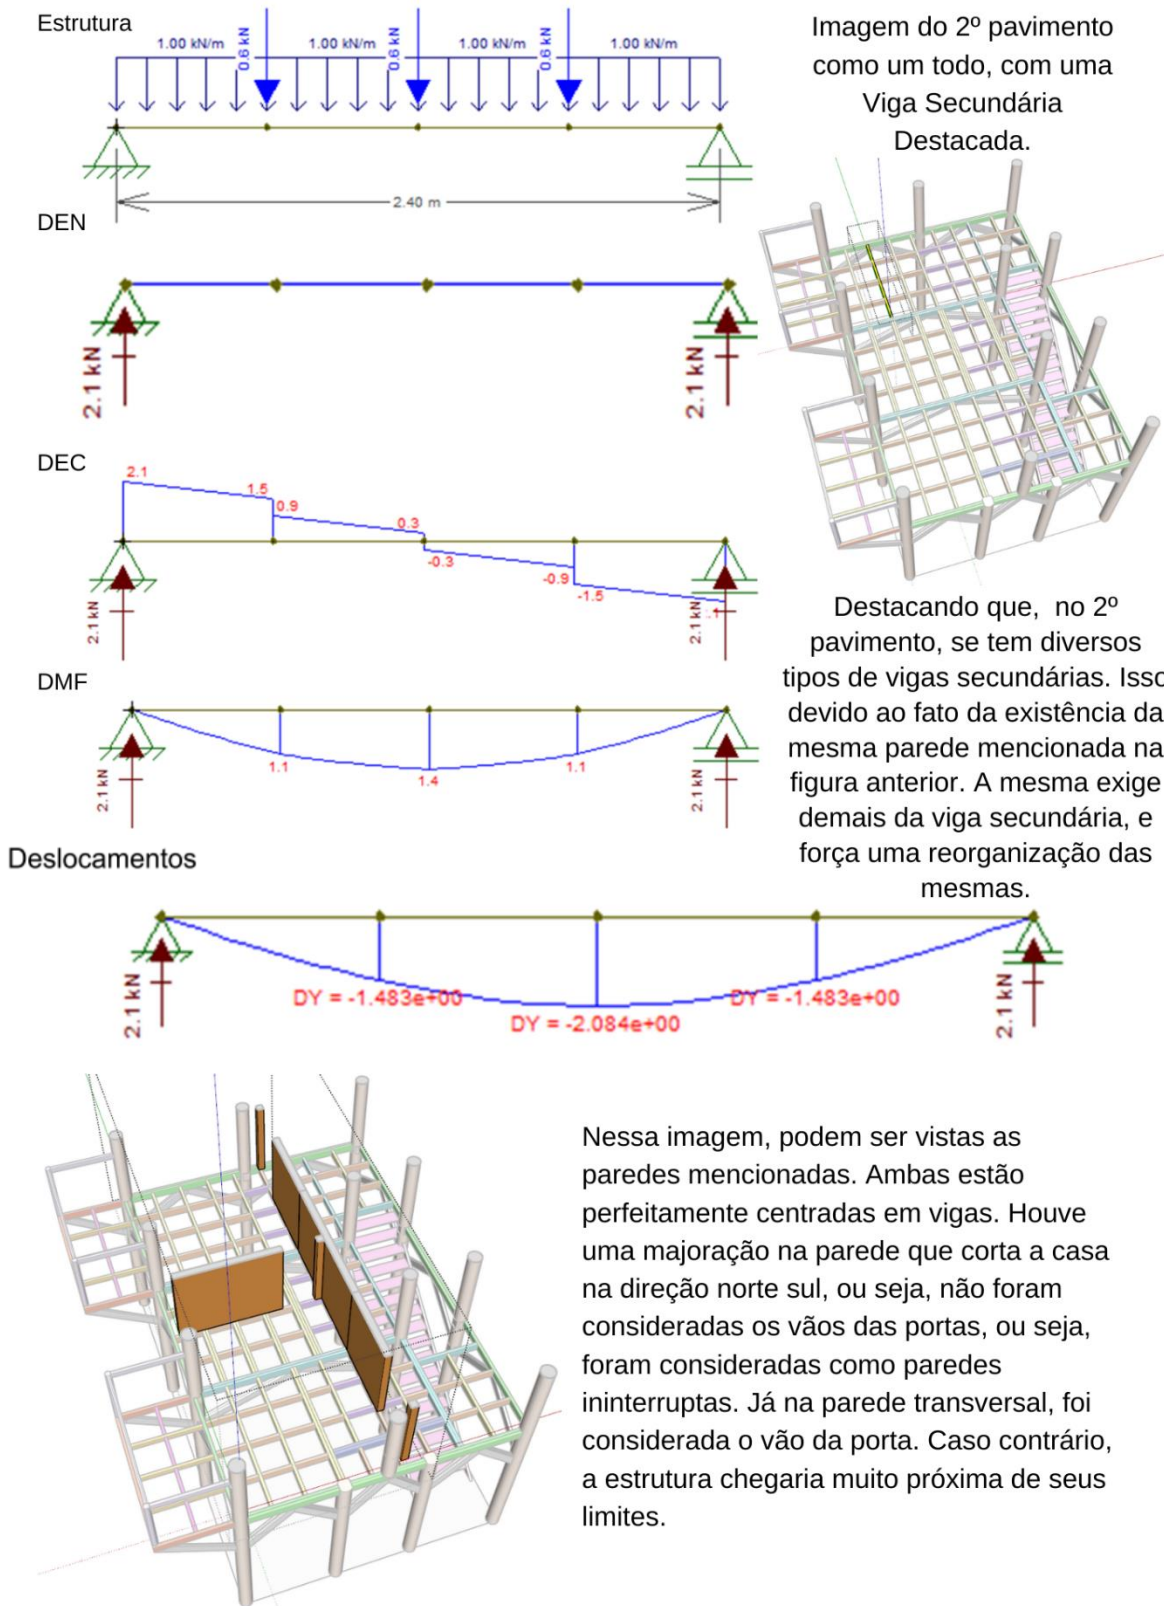 Estrutura
1.00 kN/m
0.6 kN
1.00 kN/m
0.6 kN
1.00 kN/m
0.6 kN
1.00 kN/m
2.40 m
Imagem do 2º pavimento
como um todo, com uma
Viga Secundária
Destacada.
DEN
2.1 kN
2.1 kN
DEC
2.1
1.5
0.9
0.3
-0.3
-0.9
-1.5
2.1 kN
2.1 kN
DMF
1.1
1.4
1.1
2.1 kN
2.1 kN
Destacando que, no 2º
pavimento, se tem diversos
tipos de vigas secundárias. Isso
devido ao fato da existência da
mesma parede mencionada na
figura anterior. A mesma exige
demais da viga secundária, e
força uma reorganização das
mesmas.
Deslocamentos
DY = -1.483e+00
DY = -2.084e+00
DY = -1.483e+00
2.1 kN
2.1 kN
Nessa imagem, podem ser vistas as
paredes mencionadas. Ambas estão
perfeitamente centradas em vigas. Houve
uma majoração na parede que corta a casa
na direção norte sul, ou seja, não foram
consideradas os vãos das portas, ou seja,
foram consideradas como paredes
ininterruptas. Já na parede transversal, foi
considerada o vão da porta. Caso contrário,
a estrutura chegaria muito próxima de seus
limites.